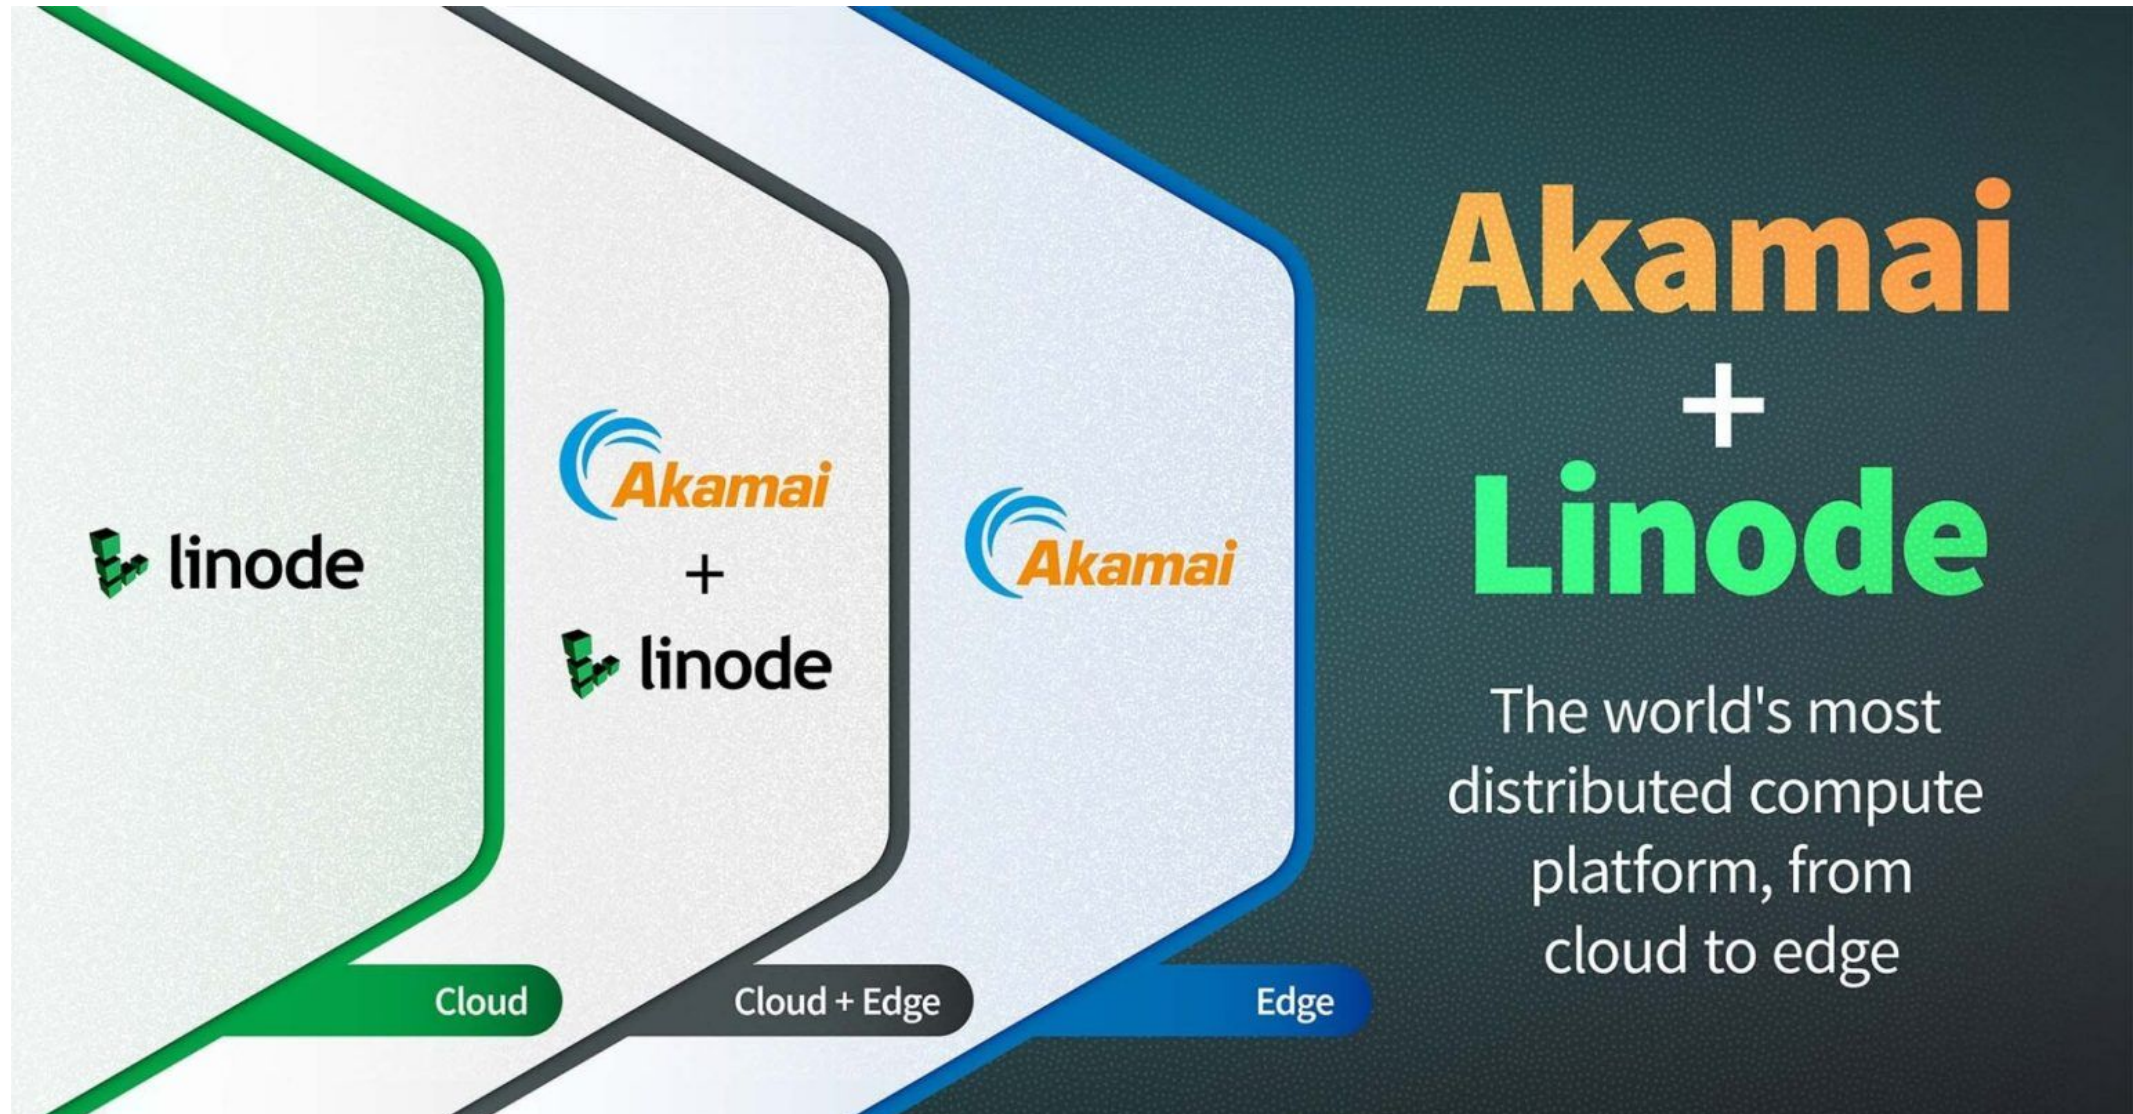 linode
Cloud
Akamai
+
linode
Cloud + Edge
Akamai
Edge
Akamai
+
Linode
The world's most
distributed compute
platform, from
cloud to edge